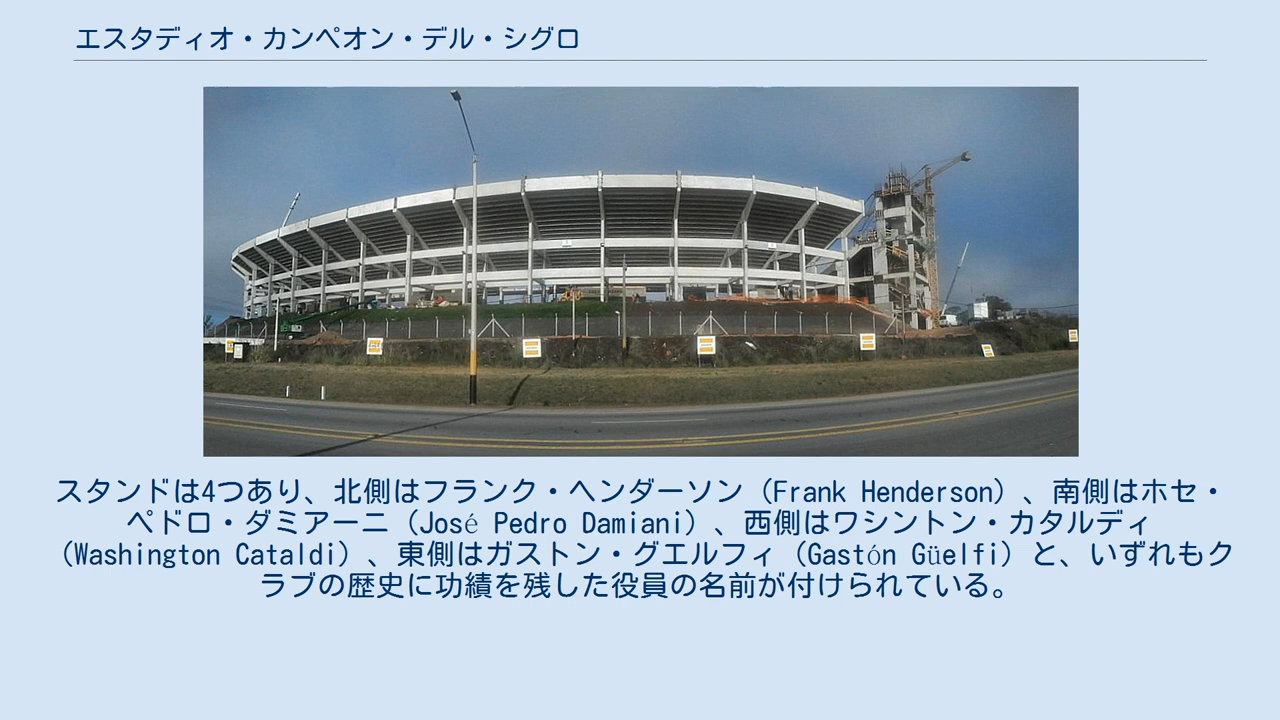 エスタディオ・カンペオン・デル・シグロ
スタンドは4つあり、北側はフランク・ヘンダーソン（Frank Henderson）、南側はホセ・
ペドロ・ダミアーニ（José Pedro Damiani）、西側はワシントン・カタルディ
（Washington Cataldi）、東側はガストン・グエルフィ（Gastón Güelfi）と、いずれもク
ラブの歴史に功績を残した役員の名前が付けられている。